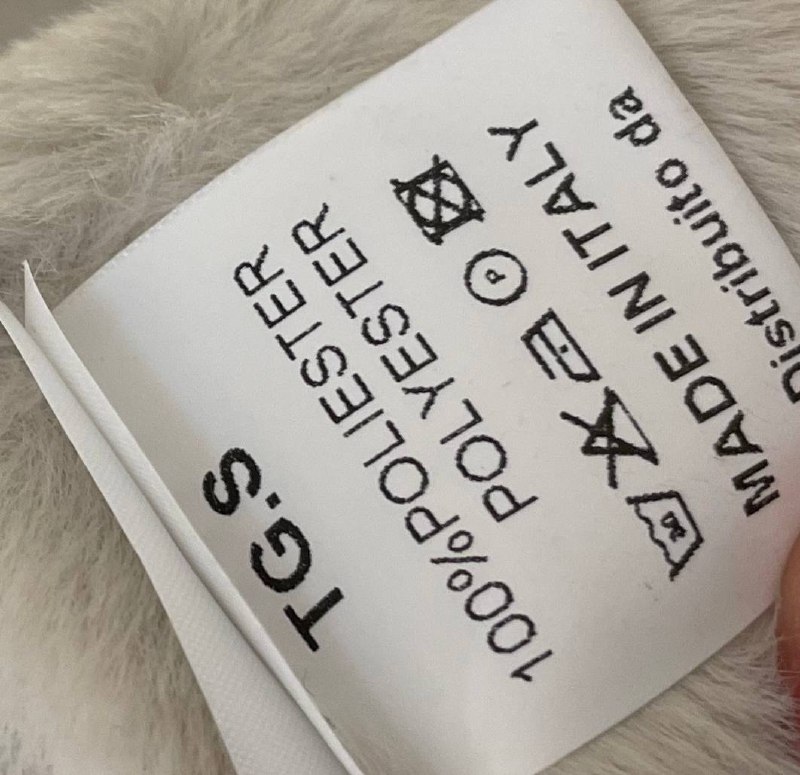 TG.S
100%POLIESTER
POLYESTER
P
MADE IN ITALY
Distribuito da